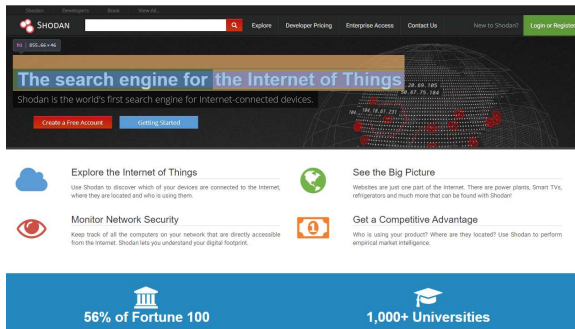 Shodan Developers Book View All...
SHODAN Explore Developer Pricing Enterprise Access Contact Us New to Shodan? Login or Register
h1 | 855.66×46
The search engine for the Internet of Things
Shodan is the world's first search engine for Internet-connected devices.
Create a Free Account Getting Started
Explore the Internet of Things
Use Shodan to discover which of your devices are connected to the Internet,
where they are located and who is using them.
See the Big Picture
Websites are just one part of the Internet. There are power plants, Smart TVs,
refrigerators and much more that can be found with Shodan!
Monitor Network Security
Keep track of all the computers on your network that are directly accessible
from the Internet. Shodan lets you understand your digital footprint.
Get a Competitive Advantage
Who is using your product? Where are they located? Use Shodan to perform
empirical market intelligence.
56% of Fortune 100
1,000+ Universities